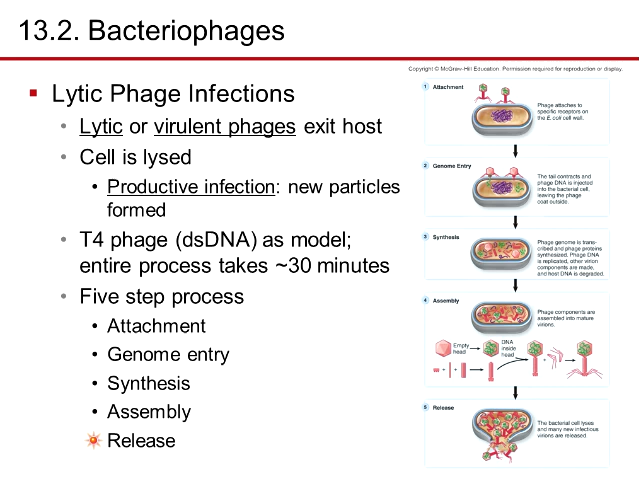 13.2. Bacteriophages
Copyright © McGraw-Hill Education. Permission required for reproduction or display.
▪ Lytic Phage Infections
• Lytic or virulent phages exit host
• Cell is lysed
• Productive infection: new particles
formed
• T4 phage (dsDNA) as model;
entire process takes ~30 minutes
• Five step process
• Attachment
• Genome entry
• Synthesis
• Assembly
Release
1 Attachment
Phage attaches to
specific receptors on
the E. coli cell wall.
2 Genome Entry
The tail contracts and
phage DNA is injected
into the bacterial cell,
leaving the phage
coat outside.
3 Synthesis
Phage genome is trans-
cribed and phage proteins
synthesized. Phage DNA
is replicated, other virion
components are made,
and host DNA is degraded.
4 Assembly
Phage components are
assembled into mature
virions.
Empty
head
DNA
inside
head
+ +
+
5 Release
The bacterial cell lyses
and many new infectious
virions are released